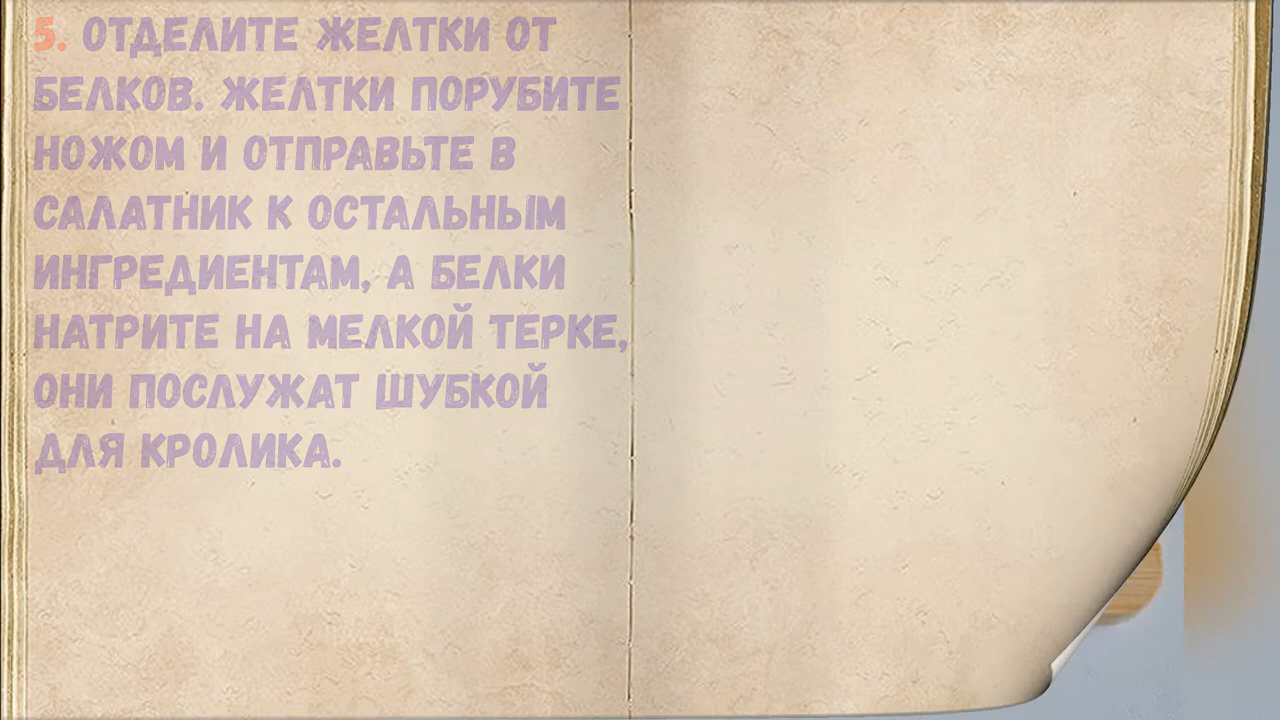 5. ОТДЕЛИТЕ ЖЕЛТКИ ОТ
БЕЛКОВ. ЖЕЛТКИ ПОРУБИТЕ
НОЖОМ И ОТПРАВЬТЕ В
САЛАТНИК К ОСТАЛЬНЫМ
ИНГРЕДИЕНТАМ, А БЕЛКИ
НАТРИТЕ НА МЕЛКОЙ ТЕРКЕ,
ОНИ ПОСЛУЖАТ ШУБКОЙ
ДЛЯ КРОЛИКА.